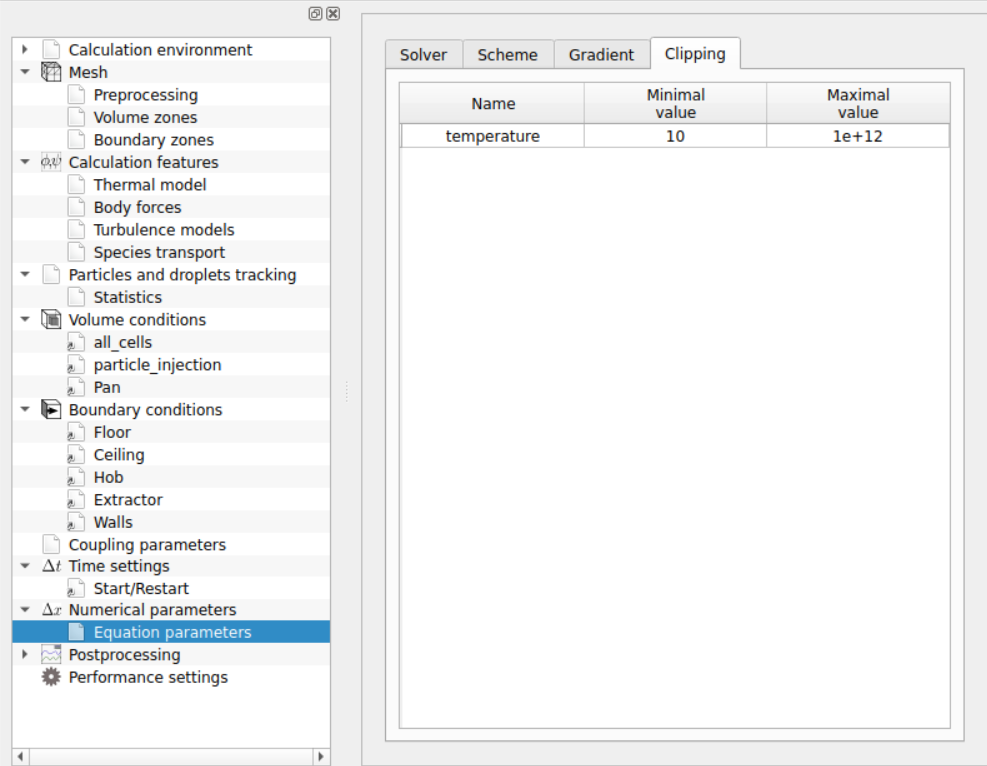 Calculation environment
Mesh
Preprocessing
Volume zones
Boundary zones
Calculation features
Thermal model
Body forces
Turbulence models
Species transport
Particles and droplets tracking
Statistics
Volume conditions
all_cells
particle_injection
Pan
Boundary conditions
Floor
Ceiling
Hob
Extractor
Walls
Coupling parameters
Δt Time settings
Start/Restart
Δx Numerical parameters
Equation parameters
Postprocessing
Performance settings
Solver Scheme Gradient Clipping
Name Minimal value Maximal value
temperature 10 1e+12